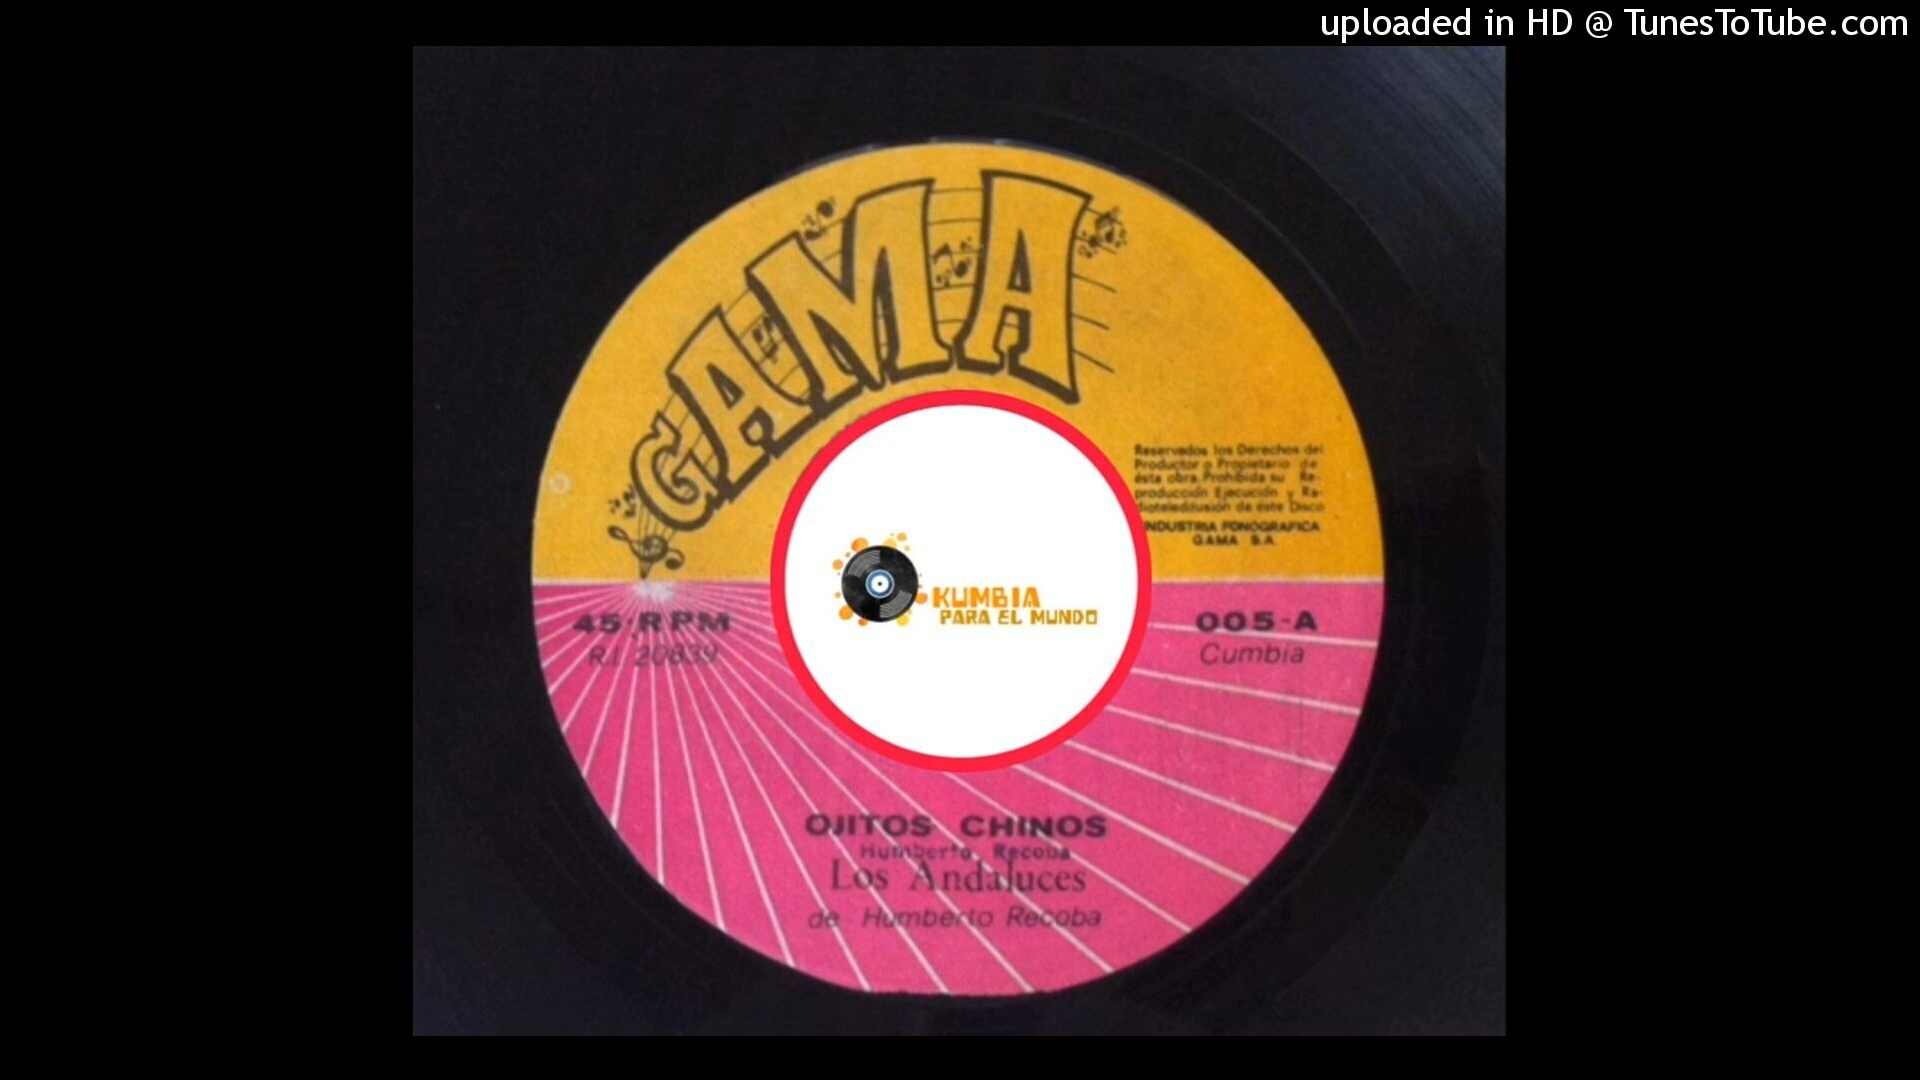 uploaded in HD @ TunesToTube.com
GAMA
Reservados los Derechos del
Productor o Propietario de
ésta obra. Prohibida su Re-
producción Ejecución y Ra-
dioteledifusión de éste Disco
INDUSTRIA FONOGRAFICA
GAMA S.A.
KUMBIA
PARA EL MUNDO
45·RPM
005-A
R.I. 20839
Cumbia
OJITOS CHINOS
Humberto Recoba
Los Andaluces
de Humberto Recoba